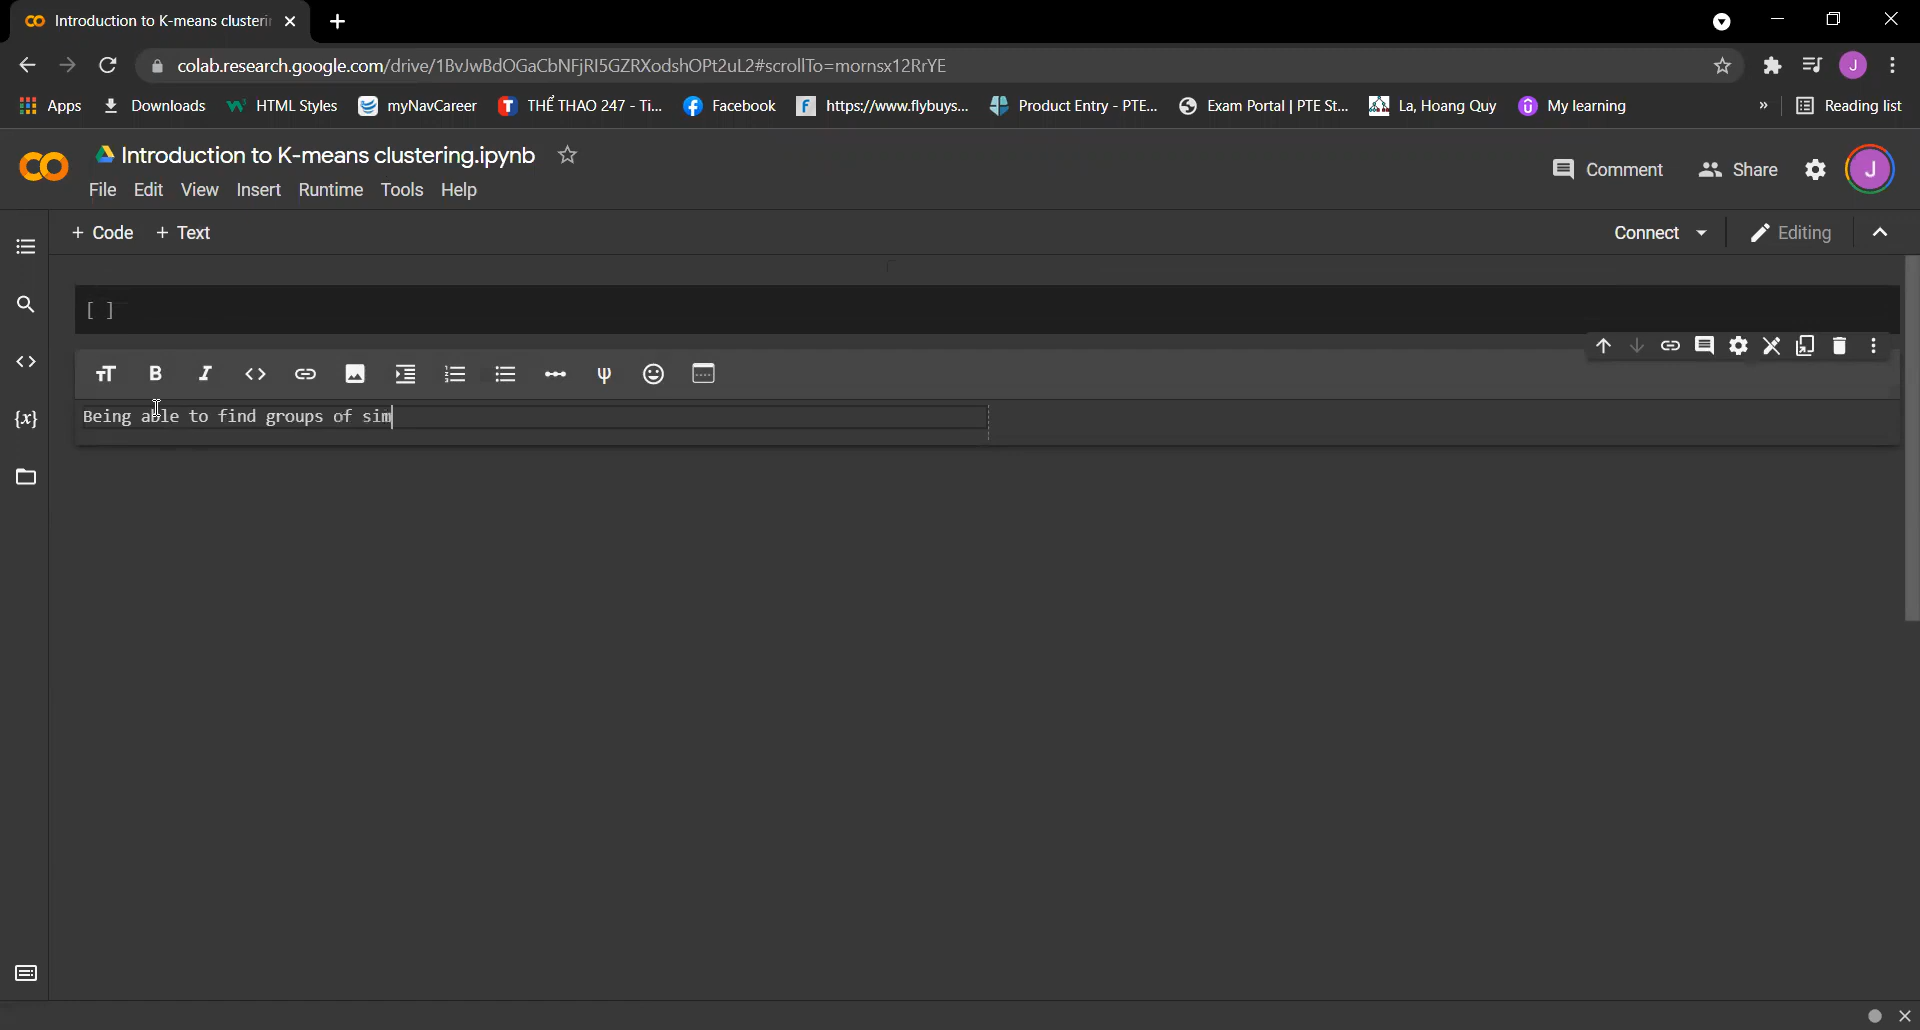 Introduction to K-means clusteri
colab.research.google.com/drive/1BvJwBdOGaCbNFjRI5GZRXodshOPt2uL2#scrollTo=mornsx12RrYE
J
Apps Downloads HTML Styles myNavCareer THỂ THAO 247 - Ti... Facebook https://www.flybuys... Product Entry - PTE... Exam Portal | PTE St... La, Hoang Quy My learning » Reading list
Introduction to K-means clustering.ipynb
Comment Share J
File Edit View Insert Runtime Tools Help
+ Code + Text Connect Editing
[ ]
Being able to find groups of sim